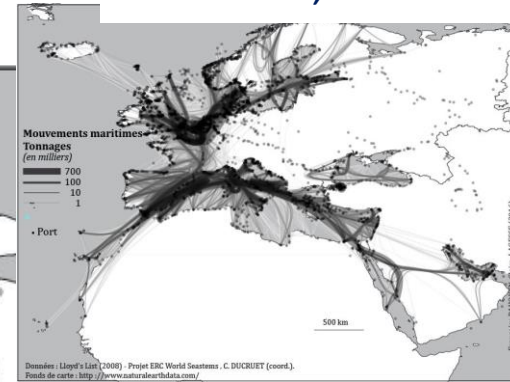 Mouvements maritimes
Tonnages
(en milliers)
700
100
10
1
• Port
500 km
Données : Lloyd's List (2008) - Projet ERC World Seastems , C. DUCRUET (coord.).
Fonds de carte : http://www.naturalearthdata.com/